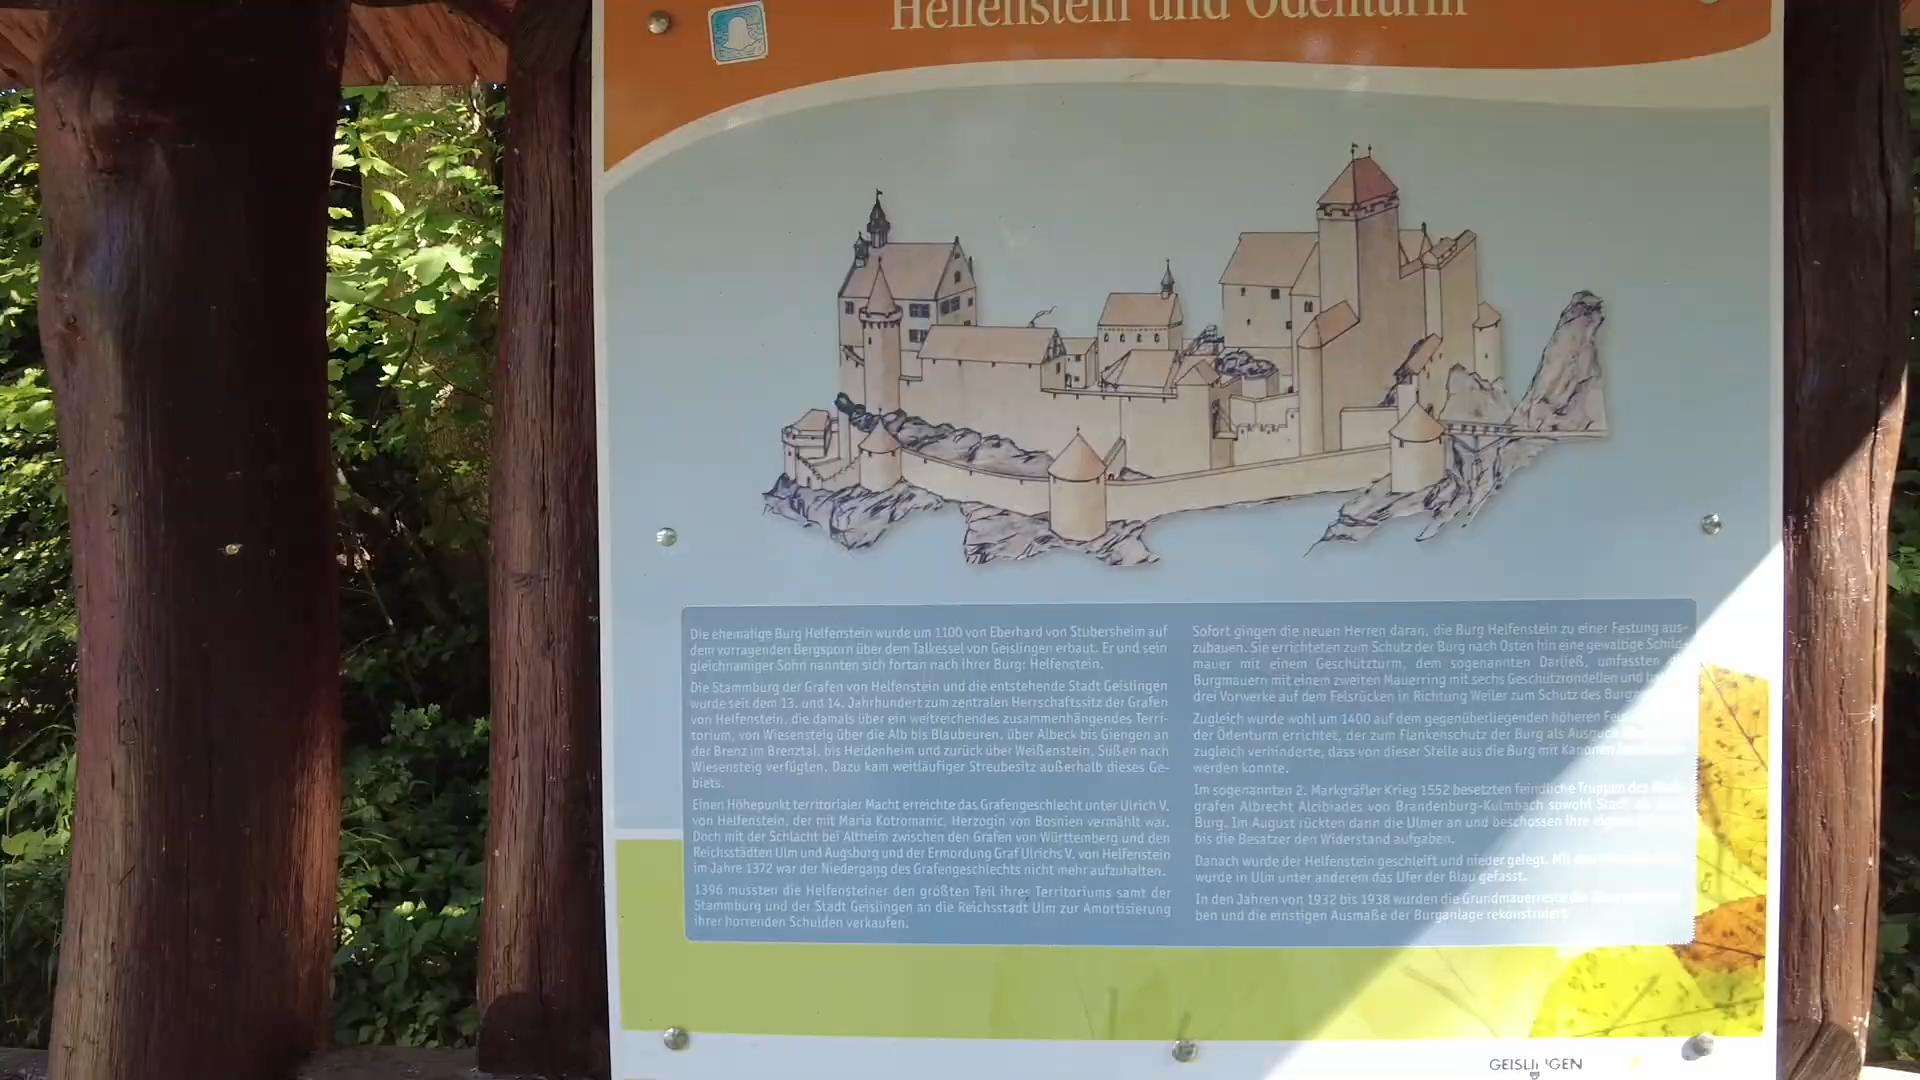 Helfenstein und Ödenturm
Die ehemalige Burg Helfenstein wurde um 1100 von Eberhard von Stubersheim auf
dem vorragenden Bergsporn über dem Talkessel von Geislingen erbaut. Er und sein
gleichnamiger Sohn nannten sich fortan nach ihrer Burg: Helfenstein.
Die Stammburg der Grafen von Helfenstein und die entstehende Stadt Geislingen
wurde seit dem 13. und 14. Jahrhundert zum zentralen Herrschaftssitz der Grafen
von Helfenstein, die damals über ein weitreichendes zusammenhängendes Terri-
torium, von Wiesensteig über die Alb bis Blaubeuren, über Albeck bis Giengen an
der Brenz im Brenztal, bis Heidenheim und zurück über Weißenstein, Süßen nach
Wiesensteig verfügten. Dazu kam weitläufiger Streubesitz außerhalb dieses Ge-
biets.
Einen Höhepunkt territorialer Macht erreichte das Grafengeschlecht unter Ulrich V.
von Helfenstein, der mit Maria Kotromanic, Herzogin von Bosnien vermählt war.
Doch mit der Schlacht bei Altheim zwischen den Grafen von Württemberg und den
Reichsstädten Ulm und Augsburg und der Ermordung Graf Ulrichs V. von Helfenstein
im Jahre 1372 war der Niedergang des Grafengeschlechts nicht mehr aufzuhalten.
1396 mussten die Helfensteiner den größten Teil ihres Territoriums samt der
Stammburg und der Stadt Geislingen an die Reichsstadt Ulm zur Amortisierung
ihrer horrenden Schulden verkaufen.
Sofort gingen die neuen Herren daran, die Burg Helfenstein zu einer Festung aus-
zubauen. Sie errichteten zum Schutz der Burg nach Osten hin eine gewaltige Schild-
mauer mit einem Geschützturm, dem sogenannten Darließ, umfassten
Burgmauern mit einem zweiten Mauerring mit sechs Geschützrondellen und
drei Vorwerke auf dem Felsrücken in Richtung Weiler zum Schutz des
Zugleich wurde wohl um 1400 auf dem gegenüberliegenden höheren
der Ödenturm errichtet, der zum Flankenschutz der Burg als
zugleich verhinderte, dass von dieser Stelle aus die Burg mit Kanonen
werden konnte.
Im sogenannten 2. Markgräfler Krieg 1552 besetzten feindliche Truppen des Mark-
grafen Albrecht Alcibiades von Brandenburg-Kulmbach sowohl Stadt
Burg. Im August rückten dann die Ulmer an und beschossen ihre
bis die Besatzer den Widerstand aufgaben.
Danach wurde der Helfenstein geschleift und nieder gelegt. Mit
wurde in Ulm unter anderem das Ufer der Blau gefasst.
In den Jahren von 1932 bis 1938 wurden die Grundmauerreste
ben und die einstigen Ausmaße der Burganlage rekonstruiert.
GEISLINGEN